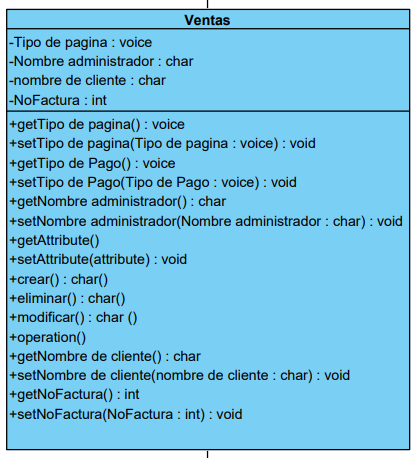 Ventas
-Tipo de pagina : voice
-Nombre administrador : char
-nombre de cliente : char
-NoFactura : int
+getTipo de pagina() : voice
+setTipo de pagina(Tipo de pagina : voice) : void
+getTipo de Pago() : voice
+setTipo de Pago(Tipo de Pago : voice) : void
+getNombre administrador() : char
+setNombre administrador(Nombre administrador : char) : void
+getAttribute()
+setAttribute(attribute) : void
+crear() : char()
+eliminar() : char()
+modificar() : char ()
+operation()
+getNombre de cliente() : char
+setNombre de cliente(nombre de cliente : char) : void
+getNoFactura() : int
+setNoFactura(NoFactura : int) : void